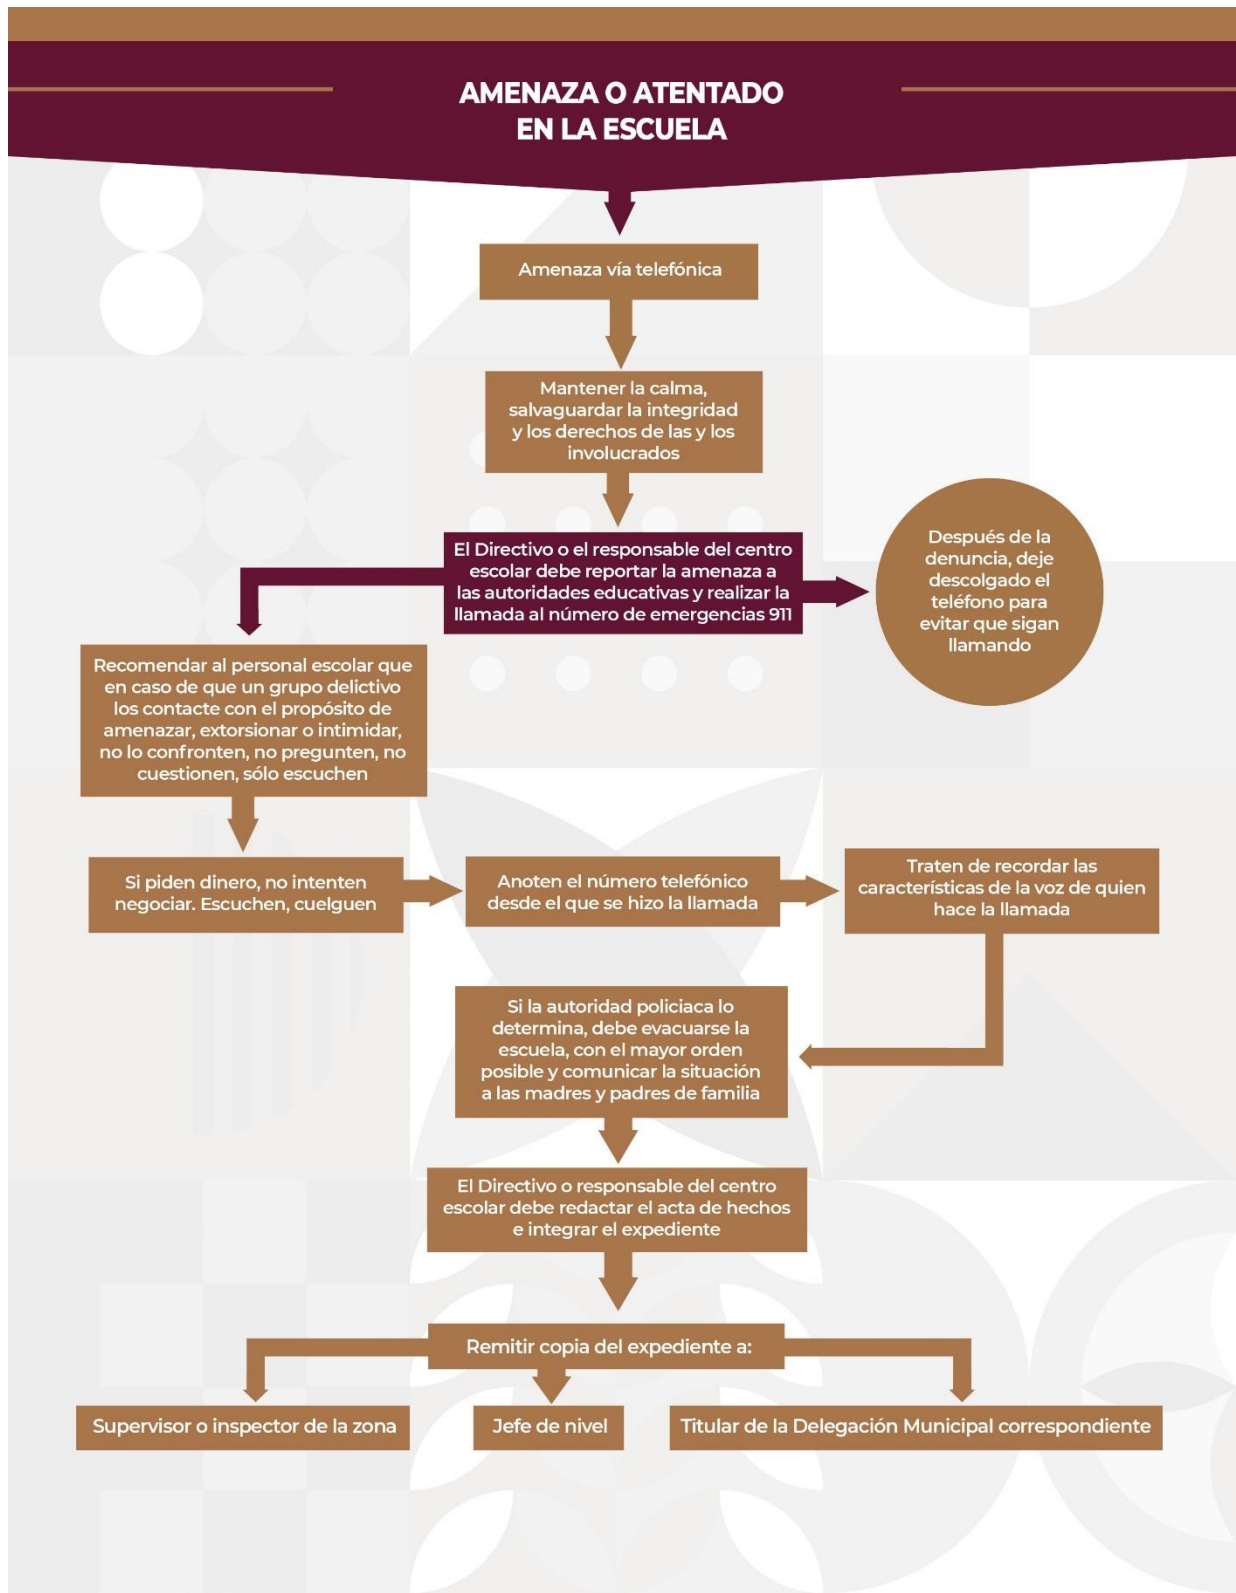 AMENAZA O ATENTADO
EN LA ESCUELA
Amenaza vía telefónica
Mantener la calma,
salvaguardar la integridad
y los derechos de las y los
involucrados
El Directivo o el responsable del centro
escolar debe reportar la amenaza a
las autoridades educativas y realizar la
llamada al número de emergencias 911
Después de la
denuncia, deje
descolgado el
teléfono para
evitar que sigan
llamando
Recomendar al personal escolar que
en caso de que un grupo delictivo
los contacte con el propósito de
amenazar, extorsionar o intimidar,
no lo confronten, no pregunten, no
cuestionen, sólo escuchen
Si piden dinero, no intenten
negociar. Escuchen, cuelguen
Anoten el número telefónico
desde el que se hizo la llamada
Traten de recordar las
características de la voz de quien
hace la llamada
Si la autoridad policiaca lo
determina, debe evacuarse la
escuela, con el mayor orden
posible y comunicar la situación
a las madres y padres de familia
El Directivo o responsable del centro
escolar debe redactar el acta de hechos
e integrar el expediente
Remitir copia del expediente a:
Supervisor o inspector de la zona
Jefe de nivel
Titular de la Delegación Municipal correspondiente